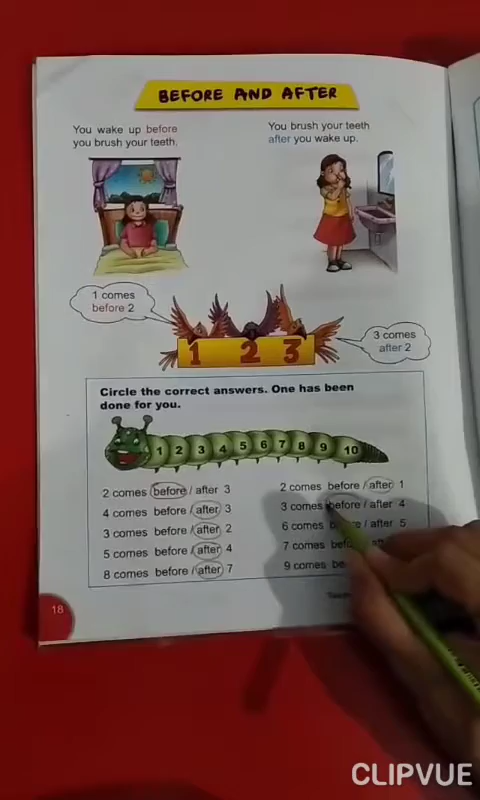 BEFORE AND AFTER
You wake up before
you brush your teeth.
You brush your teeth
after you wake up.
1 comes
before 2
3 comes
after 2
1 2 3
Circle the correct answers. One has been
done for you.
1 2 3 4 5 6 7 8 9 10
2 comes before / after 3
4 comes before / after 3
3 comes before / after 2
5 comes before / after 4
8 comes before / after 7
2 comes before / after 1
3 comes before / after 4
6 comes before / after 5
7 comes
9 comes
18
CLIPVUE